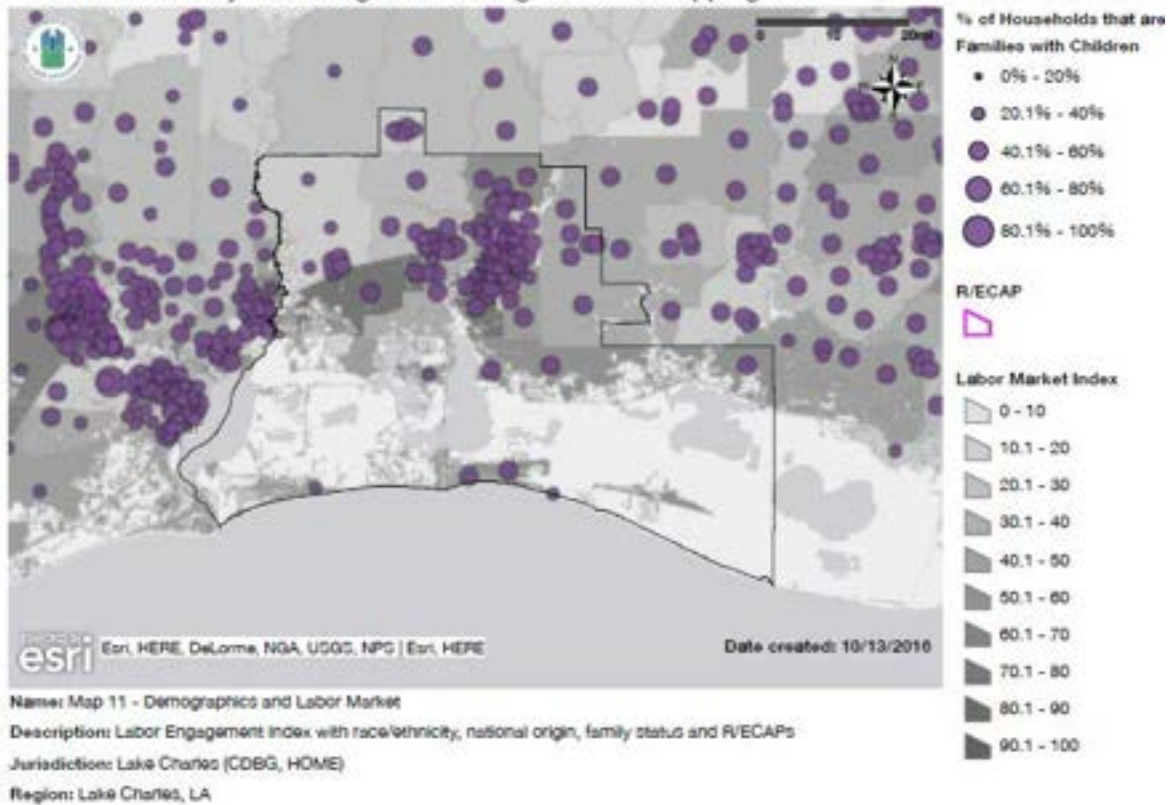 % of Households that are
Families with Children
0% - 20%
20.1% - 40%
40.1% - 60%
60.1% - 80%
80.1% - 100%
R/ECAP
Labor Market Index
0 - 10
10.1 - 20
20.1 - 30
30.1 - 40
40.1 - 50
50.1 - 60
60.1 - 70
70.1 - 80
80.1 - 90
90.1 - 100
0 10 20mi
N
esri Esri, HERE, DeLorme, NGA, USGS, NPS | Esri, HERE
Date created: 10/13/2016
Name: Map 11 - Demographics and Labor Market
Description: Labor Engagement Index with race/ethnicity, national origin, family status and R/ECAPs
Jurisdiction: Lake Charles (CDBG, HOME)
Region: Lake Charles, LA